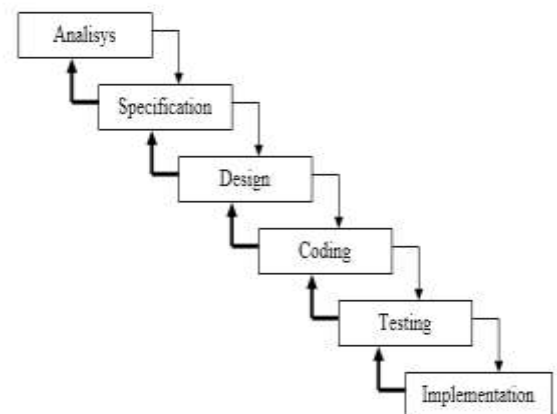 Analisys
Specification
Design
Coding
Testing
Implementation